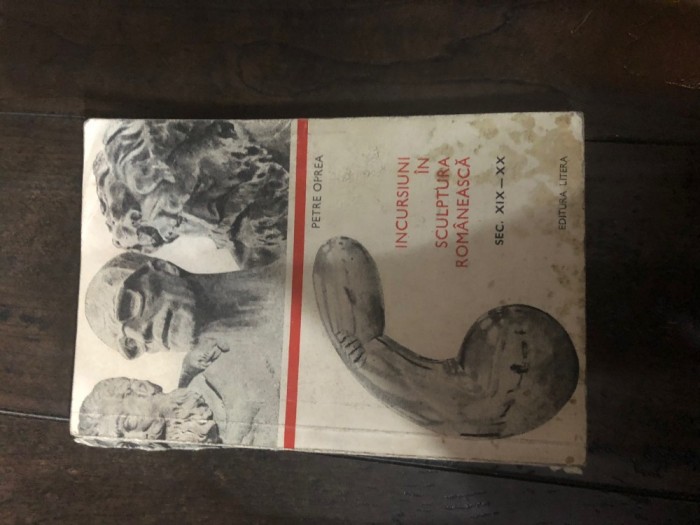 PETRE OPREA
INCURSIUNI
ÎN
SCULPTURA
ROMÂNEASCĂ
SEC. XIX—XX
EDITURA LITERA